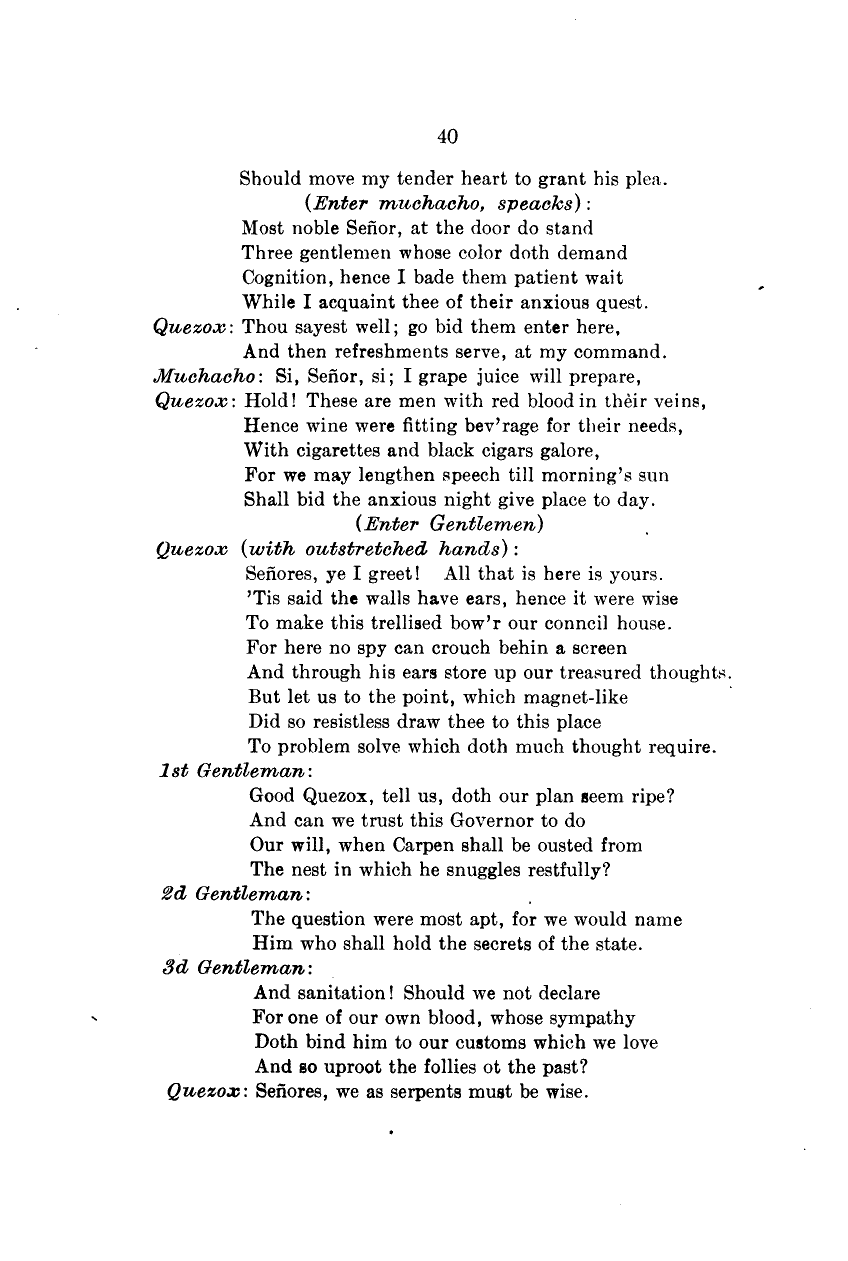 40
Should move my tender heart to grant his plea.
(Enter muchacho, speacks):
Most noble Señor, at the door do stand
Three gentlemen whose color doth demand
Cognition, hence I bade them patient wait
While I acquaint thee of their anxious quest.
Quezox: Thou sayest well; go bid them enter here,
And then refreshments serve, at my command.
Muchacho: Si, Señor, si; I grape juice will prepare,
Quezox: Hold! These are men with red blood in thèir veins,
Hence wine were fitting bev'rage for their needs,
With cigarettes and black cigars galore,
For we may lengthen speech till morning's sun
Shall bid the anxious night give place to day.
(Enter Gentlemen)
Quezox (with outstretched hands):
Señores, ye I greet! All that is here is yours.
'Tis said the walls have ears, hence it were wise
To make this trellised bow'r our conncil house.
For here no spy can crouch behin a screen
And through his ears store up our treasured thoughts.
But let us to the point, which magnet-like
Did so resistless draw thee to this place
To problem solve which doth much thought require.
1st Gentleman:
Good Quezox, tell us, doth our plan seem ripe?
And can we trust this Governor to do
Our will, when Carpen shall be ousted from
The nest in which he snuggles restfully?
2d Gentleman:
The question were most apt, for we would name
Him who shall hold the secrets of the state.
3d Gentleman:
And sanitation! Should we not declare
For one of our own blood, whose sympathy
Doth bind him to our customs which we love
And so uproot the follies ot the past?
Quezox: Señores, we as serpents must be wise.